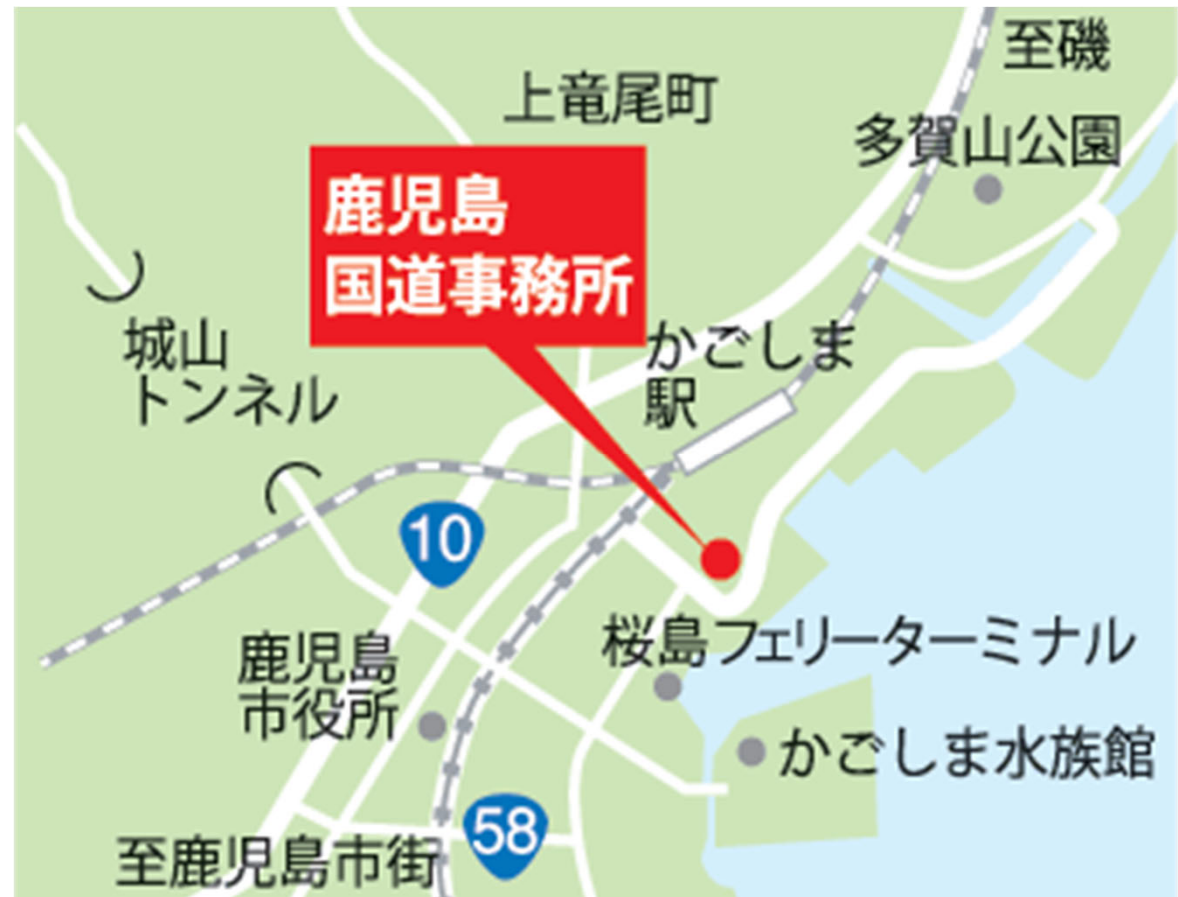 至磯
上竜尾町
多賀山公園
鹿児島
国道事務所
城山
トンネル
かごしま
駅
10
鹿児島
市役所
桜島フェリーターミナル
かごしま水族館
58
至鹿児島市街